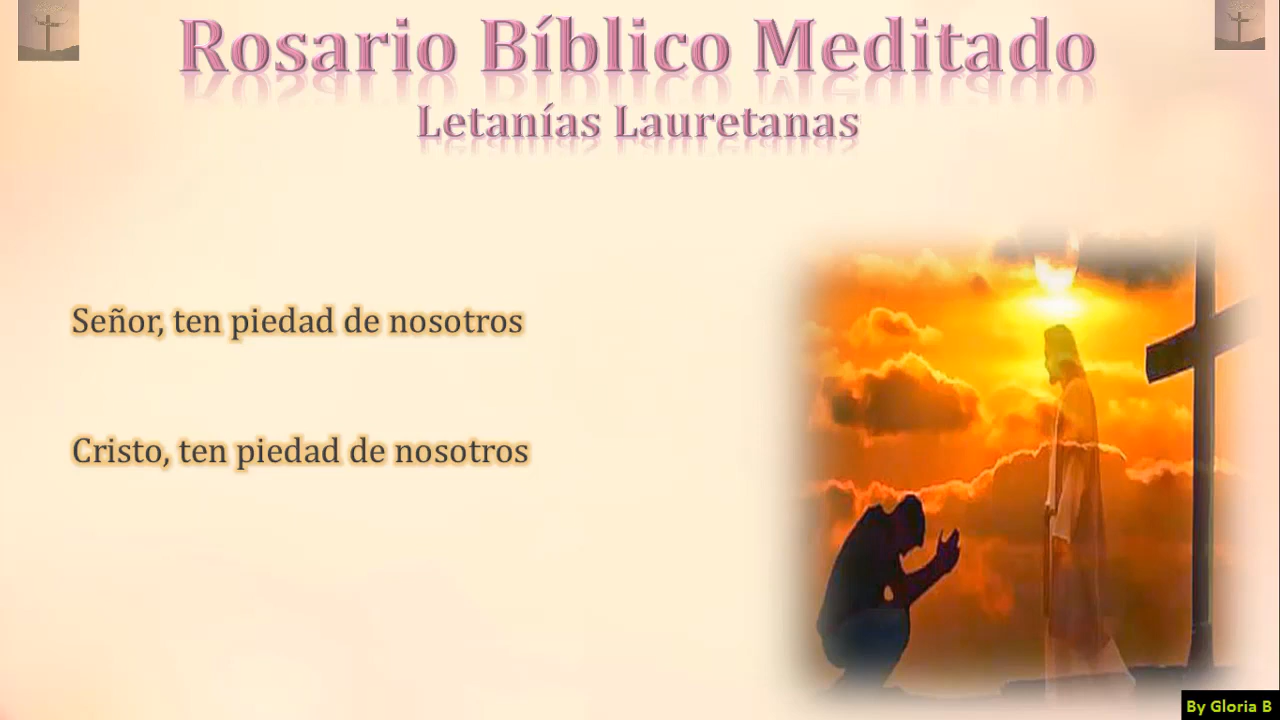 Rosario Bíblico Meditado
Letanías Lauretanas
Señor, ten piedad de nosotros
Cristo, ten piedad de nosotros
By Gloria B